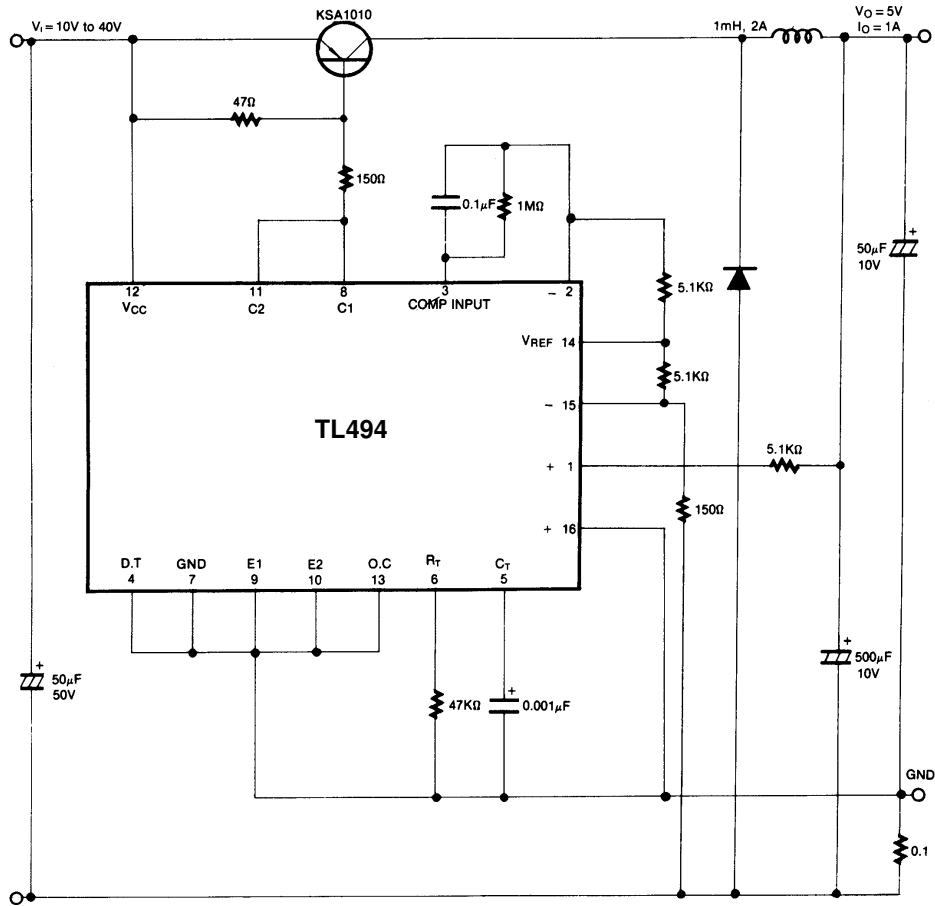 KSA1010
VI = 10V to 40V
VO = 5V
IO = 1A
1mH, 2A
47Ω
150Ω
0.1μF
1MΩ
50μF
10V
5.1KΩ
12
11
8
3
- 2
VCC
C2
C1
COMP INPUT
VREF 14
5.1KΩ
- 15
TL494
5.1KΩ
+ 1
150Ω
+ 16
D.T
GND
E1
E2
O.C
RT
CT
4
7
9
10
13
6
5
+
50μF
50V
47KΩ
+
0.001μF
+
500μF
10V
+
GND
0.1